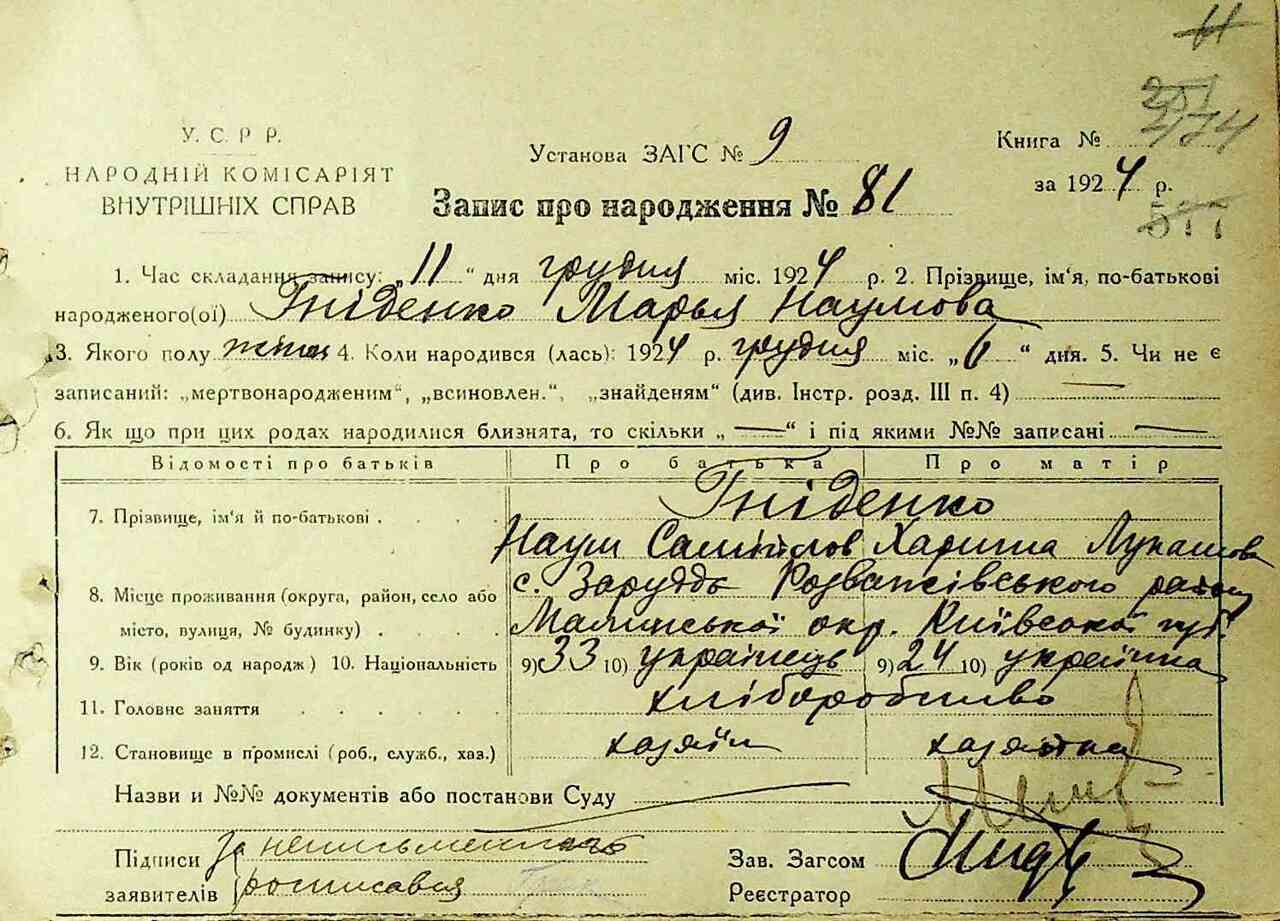 У. С. Р Р.
НАРОДНІЙ КОМІСАРІЯТ
ВНУТРІШНІХ СПРАВ
Установа ЗАГС № 9
Книга №
за 1924 р.
Запис про народження № 81
1. Час складання запису: „11“ дня грудня міс. 1924 р. 2. Прізвище, ім'я, по-батькові
народженого(ої) Гніденко Марья Наумова
3. Якого полу жіноч 4. Коли народився (лась): 1924 р. грудня міс. „6“ дня. 5. Чи не є
записаний: „мертвонародженим“, „всиновлен.“, „знайденям“ (див. Інстр. розд. III п. 4)
6. Як що при цих родах народилися близнята, то скільки „—“ і під якими №№ записані —
Відомості про батьків Про батька Про матір
7. Прізвище, ім'я й по-батькові . . . . Гніденко
Наум Самійлов Харитина Лукашова
8. Місце проживання (округа, район, село або с. Заруддя Розважівського району
місто, вулиця, № будинку) . . . . Малинської окр. Київської губ.
9. Вік (років од народж) 10. Національність 9) 33 10) українець 9) 24 10) українка
11. Головне заняття . . . . . хліборобство
12. Становище в промислі (роб., служб., хаз.) хазяїн хазяйка
Назви и №№ документів або постанови Суду
Підписи За неписьменного
заявителів росписався
Зав. Загсом
Реєстратор